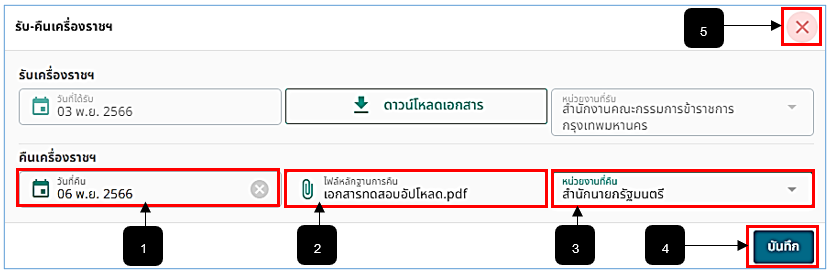 รับ-คืนเครื่องราชฯ
5
รับเครื่องราชฯ
วันที่ได้รับ
03 พ.ย. 2566
ดาวน์โหลดเอกสาร
หน่วยงานที่รับ
สำนักงานคณะกรรมการข้าราชการ
กรุงเทพมหานคร
คืนเครื่องราชฯ
วันที่คืน
06 พ.ย. 2566
ไฟล์หลักฐานการคืน
เอกสารทดสอบอัปโหลด.pdf
หน่วยงานที่คืน
สำนักนายกรัฐมนตรี
1
2
3
4
บันทึก